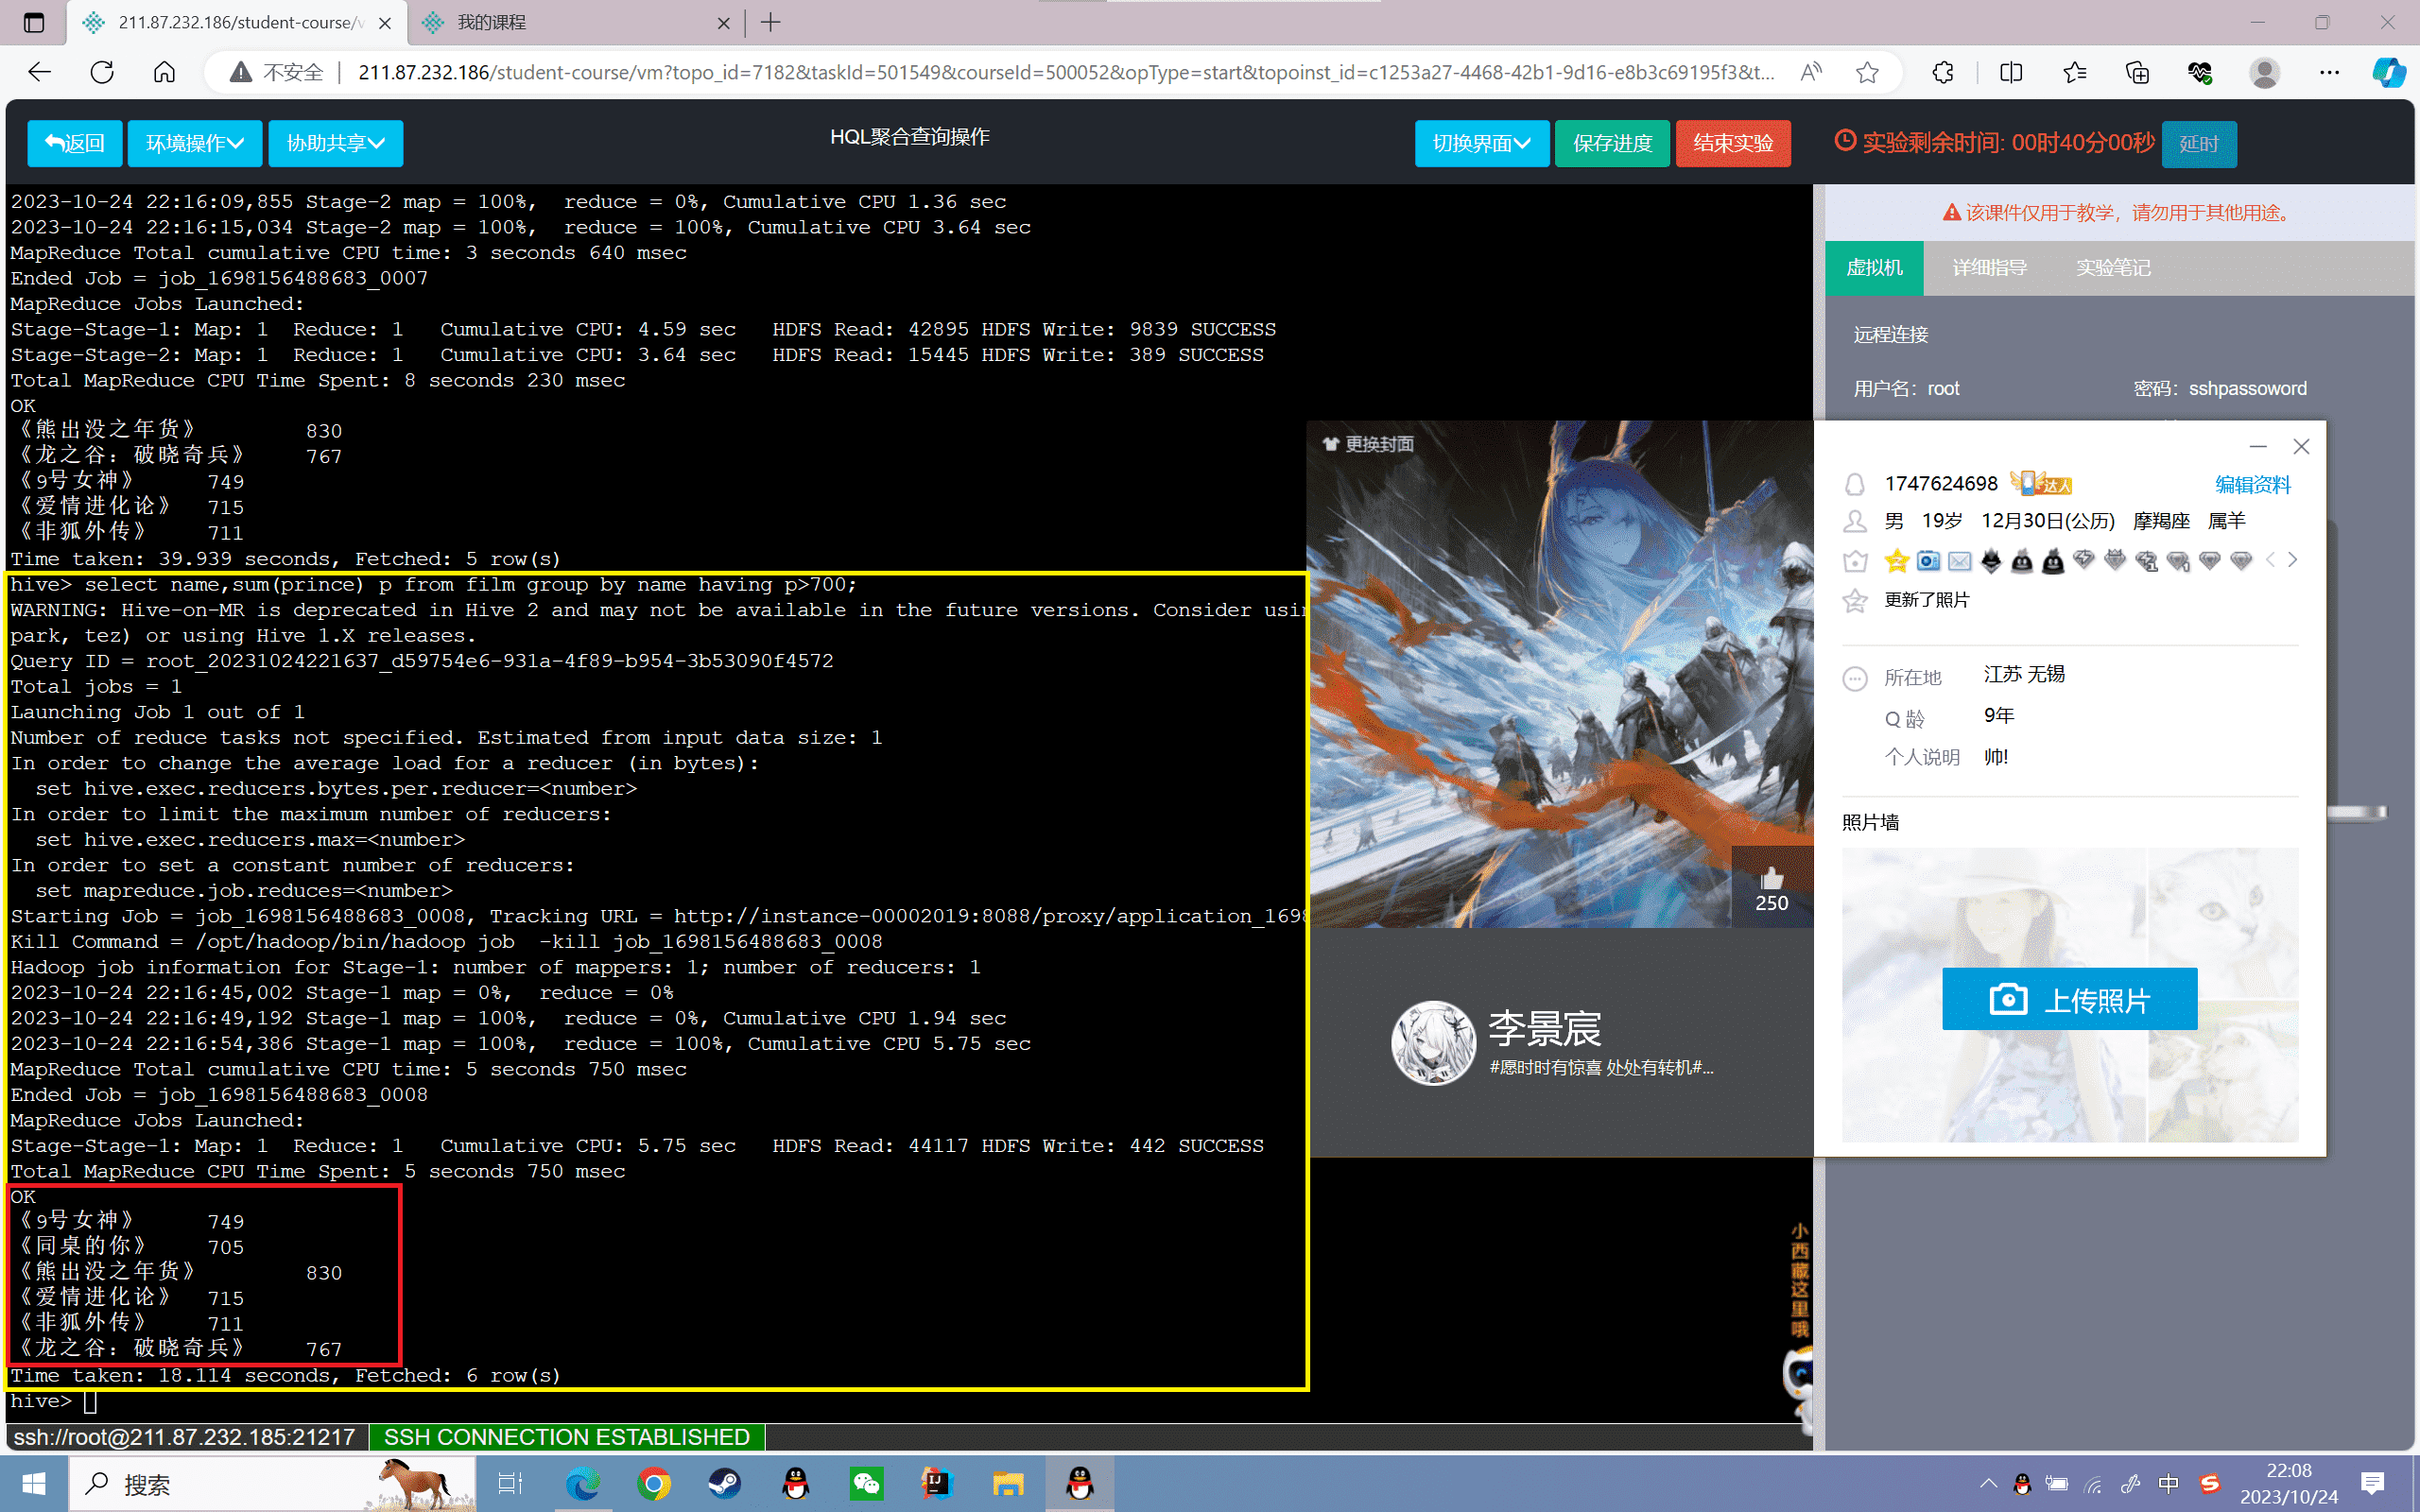 211.87.232.186/student-course/v
我的课程
不安全
211.87.232.186/student-course/vm?topo_id=7182&taskId=501549&courseId=500052&opType=start&topoinst_id=c1253a27-4468-42b1-9d16-e8b3c69195f3&t...
返回
环境操作
协助共享
HQL聚合查询操作
切换界面
保存进度
结束实验
实验剩余时间: 00时40分00秒
延时
2023-10-24 22:16:09,855 Stage-2 map = 100%,  reduce = 0%, Cumulative CPU 1.36 sec
2023-10-24 22:16:15,034 Stage-2 map = 100%,  reduce = 100%, Cumulative CPU 3.64 sec
MapReduce Total cumulative CPU time: 3 seconds 640 msec
Ended Job = job_1698156488683_0007
MapReduce Jobs Launched:
Stage-Stage-1: Map: 1  Reduce: 1   Cumulative CPU: 4.59 sec   HDFS Read: 42895 HDFS Write: 9839 SUCCESS
Stage-Stage-2: Map: 1  Reduce: 1   Cumulative CPU: 3.64 sec   HDFS Read: 15445 HDFS Write: 389 SUCCESS
Total MapReduce CPU Time Spent: 8 seconds 230 msec
OK
《熊出没之年货》 830
《龙之谷：破晓奇兵》 767
《9号女神》 749
《爱情进化论》 715
《非狐外传》 711
Time taken: 39.939 seconds, Fetched: 5 row(s)
hive> select name,sum(prince) p from film group by name having p>700;
WARNING: Hive-on-MR is deprecated in Hive 2 and may not be available in the future versions. Consider usin
park, tez) or using Hive 1.X releases.
Query ID = root_20231024221637_d59754e6-931a-4f89-b954-3b53090f4572
Total jobs = 1
Launching Job 1 out of 1
Number of reduce tasks not specified. Estimated from input data size: 1
In order to change the average load for a reducer (in bytes):
  set hive.exec.reducers.bytes.per.reducer=<number>
In order to limit the maximum number of reducers:
  set hive.exec.reducers.max=<number>
In order to set a constant number of reducers:
  set mapreduce.job.reduces=<number>
Starting Job = job_1698156488683_0008, Tracking URL = http://instance-00002019:8088/proxy/application_1698
Kill Command = /opt/hadoop/bin/hadoop job  -kill job_1698156488683_0008
Hadoop job information for Stage-1: number of mappers: 1; number of reducers: 1
2023-10-24 22:16:45,002 Stage-1 map = 0%,  reduce = 0%
2023-10-24 22:16:49,192 Stage-1 map = 100%,  reduce = 0%, Cumulative CPU 1.94 sec
2023-10-24 22:16:54,386 Stage-1 map = 100%,  reduce = 100%, Cumulative CPU 5.75 sec
MapReduce Total cumulative CPU time: 5 seconds 750 msec
Ended Job = job_1698156488683_0008
MapReduce Jobs Launched:
Stage-Stage-1: Map: 1  Reduce: 1   Cumulative CPU: 5.75 sec   HDFS Read: 44117 HDFS Write: 442 SUCCESS
Total MapReduce CPU Time Spent: 5 seconds 750 msec
OK
《9号女神》 749
《同桌的你》 705
《熊出没之年货》 830
《爱情进化论》 715
《非狐外传》 711
《龙之谷：破晓奇兵》 767
Time taken: 18.114 seconds, Fetched: 6 row(s)
hive>
ssh://root@211.87.232.185:21217
SSH CONNECTION ESTABLISHED
该课件仅用于教学，请勿用于其他用途。
虚拟机
详细指导
实验笔记
远程连接
用户名：root
密码：sshpassoword
更换封面
250
李景宸
#愿时时有惊喜 处处有转机#...
1747624698
达人
编辑资料
男 19岁 12月30日(公历) 摩羯座 属羊
更新了照片
所在地 江苏 无锡
Q 龄 9年
个人说明 帅!
照片墙
上传照片
小西藏这里哦
搜索
中
22:08
2023/10/24